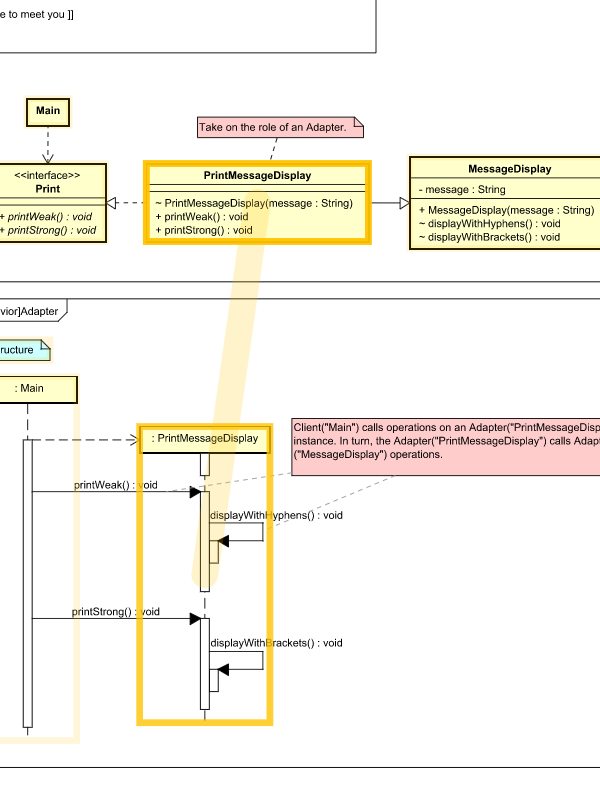 e to meet you ]]
Main
Take on the role of an Adapter.
<<interface>>
Print
+ printWeak() : void
+ printStrong() : void
PrintMessageDisplay
~ PrintMessageDisplay(message : String)
+ printWeak() : void
+ printStrong() : void
MessageDisplay
- message : String
+ MessageDisplay(message : String)
~ displayWithHyphens() : void
~ displayWithBrackets() : void
vior]Adapter
ructure
: Main
: PrintMessageDisplay
Client("Main") calls operations on an Adapter("PrintMessageDisp
instance. In turn, the Adapter("PrintMessageDisplay") calls Adapt
("MessageDisplay") operations.
printWeak() : void
displayWithHyphens() : void
printStrong() : void
displayWithBrackets() : void